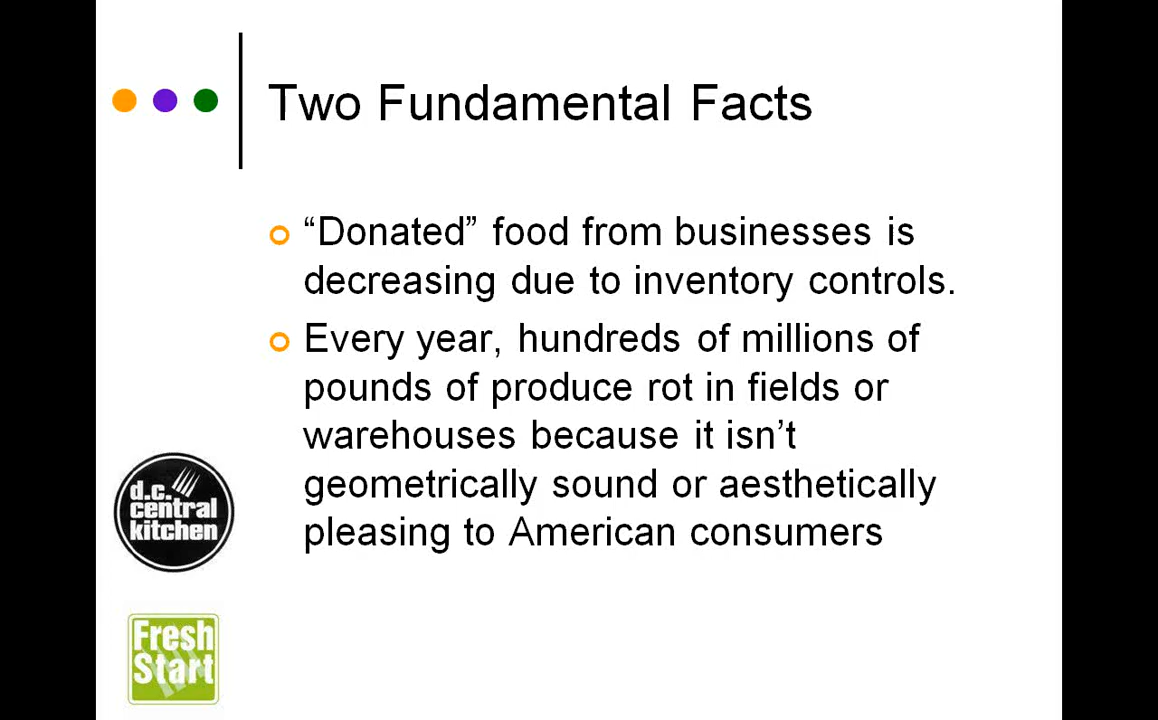 Two Fundamental Facts
“Donated” food from businesses is
decreasing due to inventory controls.
Every year, hundreds of millions of
pounds of produce rot in fields or
warehouses because it isn’t
geometrically sound or aesthetically
pleasing to American consumers
d.c.
central
kitchen
Fresh
Start